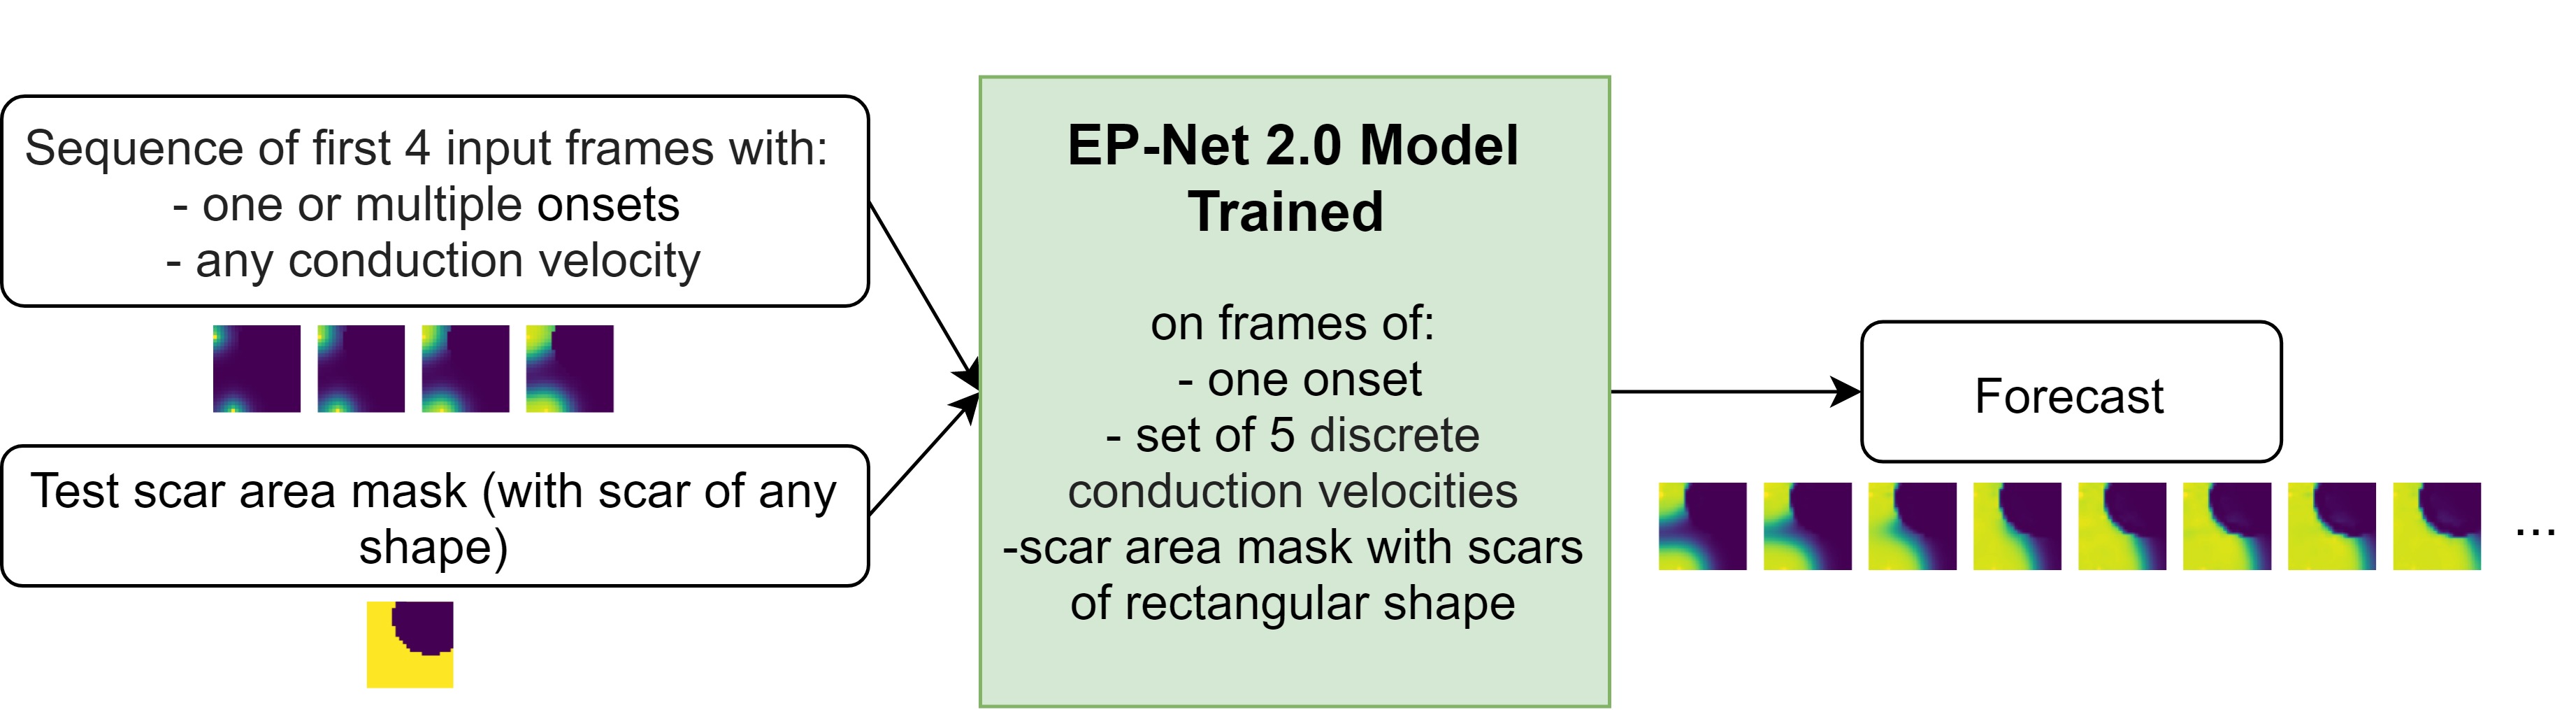 Sequence of first 4 input frames with:
- one or multiple onsets
- any conduction velocity
Test scar area mask (with scar of any
shape)
EP-Net 2.0 Model
Trained
on frames of:
- one onset
- set of 5 discrete
conduction velocities
-scar area mask with scars
of rectangular shape
Forecast
...